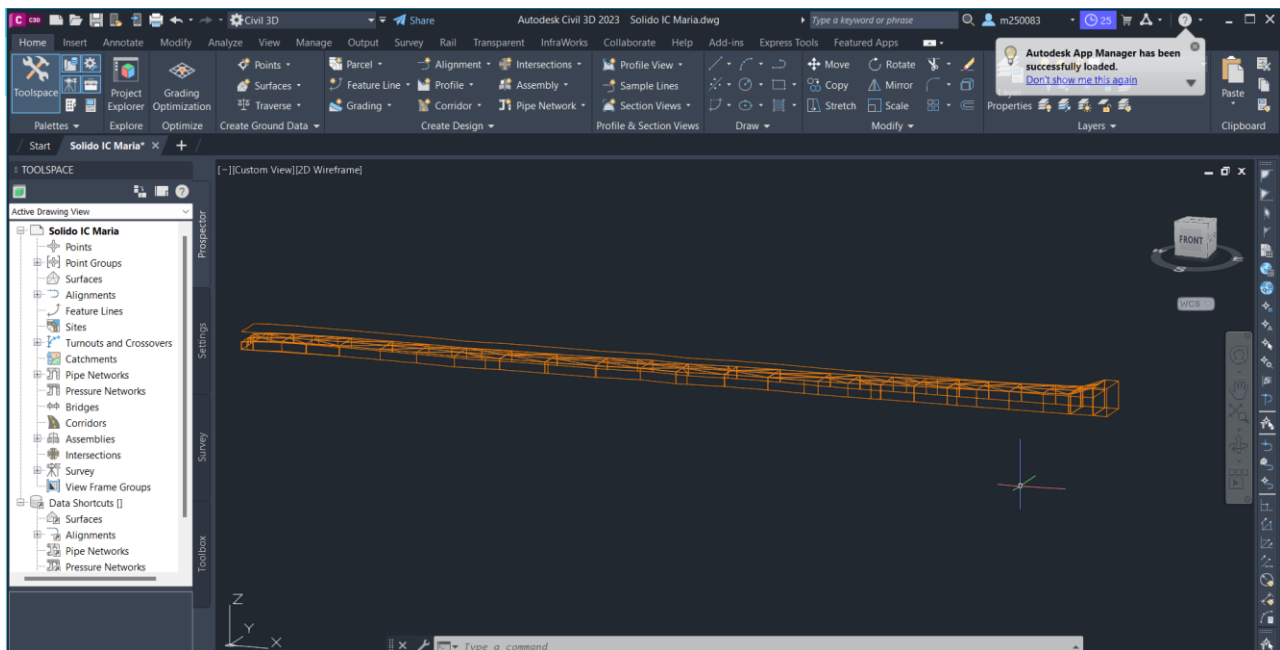 C C3D Civil 3D Share Autodesk Civil 3D 2023 Solido IC Maria.dwg Type a keyword or phrase m250083 25
Home Insert Annotate Modify Analyze View Manage Output Survey Rail Transparent InfraWorks Collaborate Help Add-ins Express Tools Featured Apps
Autodesk App Manager has been
successfully loaded.
Don't show me this again
Points Parcel Alignment Intersections Profile View Move Rotate
Surfaces Feature Line Profile Assembly Sample Lines Copy Mirror
Traverse Grading Corridor Pipe Network Section Views Stretch Scale
Toolspace
Project
Explorer
Grading
Optimization
Properties
Paste
Palettes Explore Optimize Create Ground Data Create Design Profile & Section Views Draw Modify Layers Clipboard
Start Solido IC Maria* × +
TOOLSPACE
[-][Custom View][2D Wireframe]
Active Drawing View
Solido IC Maria
Points
Point Groups
Surfaces
Alignments
Feature Lines
Sites
Turnouts and Crossovers
Catchments
Pipe Networks
Pressure Networks
Bridges
Corridors
Assemblies
Intersections
Survey
View Frame Groups
Data Shortcuts []
Surfaces
Alignments
Pipe Networks
Pressure Networks
Prospector
Settings
Survey
Toolbox
FRONT
S
WCS
Z
Y
X
Type a command